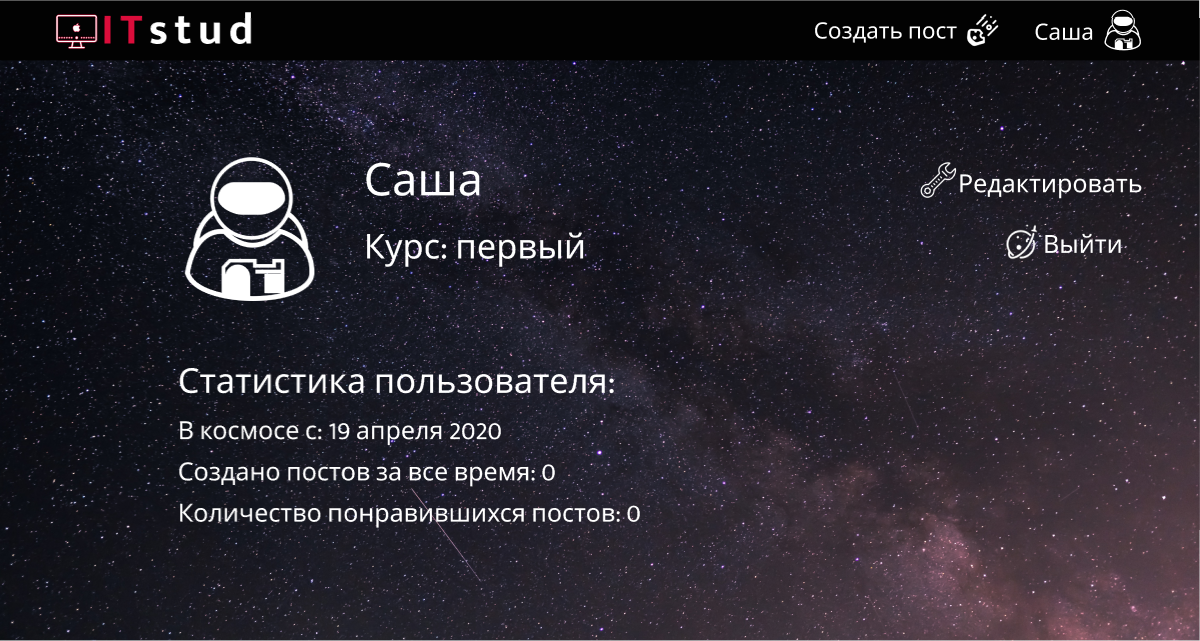 ITstud
Создать пост
Саша
Саша
Редактировать
Курс: первый
Выйти
Статистика пользователя:
В космосе с: 19 апреля 2020
Создано постов за все время: 0
Количество понравившихся постов: 0